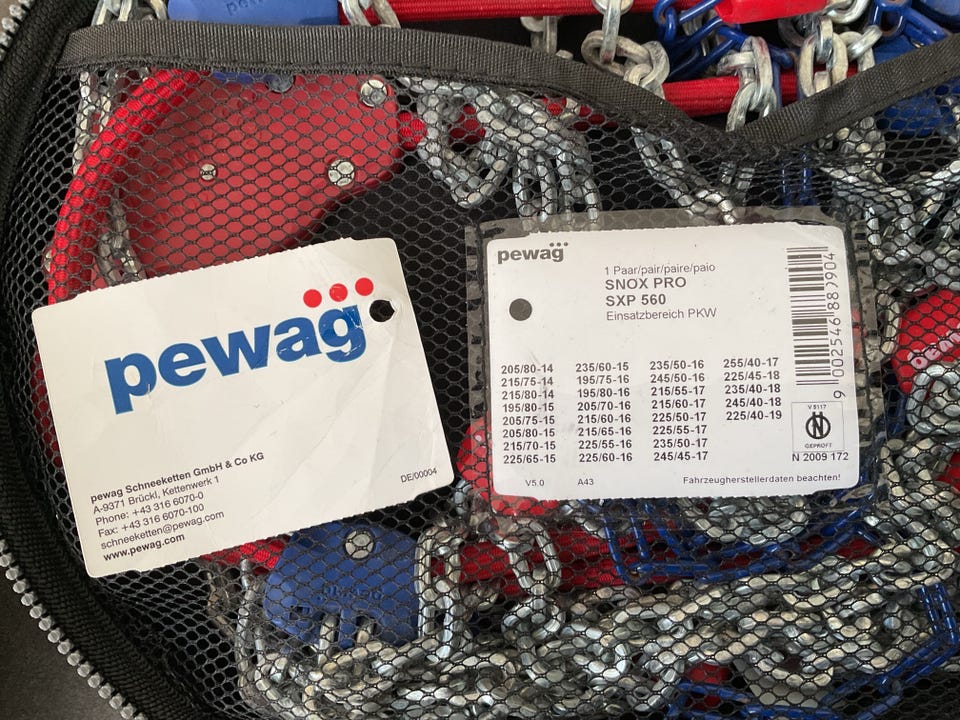 pewag
pewag
pewag Schneeketten GmbH & Co KG
A-9371 Brückl, Kettenwerk 1
Phone: +43 316 6070-0
Fax: +43 316 6070-100
schneeketten@pewag.com
www.pewag.com
DE/00004
pewag
1 Paar/pair/paire/paio
SNOX PRO
SXP 560
Einsatzbereich PKW
205/80-14 235/60-15 235/50-16 255/40-17
215/75-14 195/75-16 245/50-16 225/45-18
215/80-14 195/80-16 215/55-17 235/40-18
195/80-15 205/70-16 215/60-17 245/40-18
205/75-15 215/60-16 225/50-17 225/40-19
205/80-15 215/65-16 225/55-17
215/70-15 225/55-16 235/50-17
225/65-15 225/60-16 245/45-17
9 002546 887904
V 5117
GEPRÜFT
N 2009 172
V5.0 A43 Fahrzeugherstellerdaten beachten!
pewag